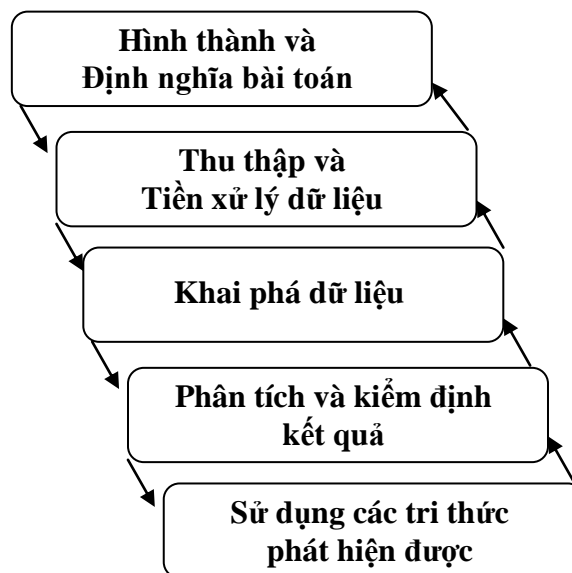 Hình thành và
Định nghĩa bài toán
Thu thập và
Tiền xử lý dữ liệu
Khai phá dữ liệu
Phân tích và kiểm định
kết quả
Sử dụng các tri thức
phát hiện được